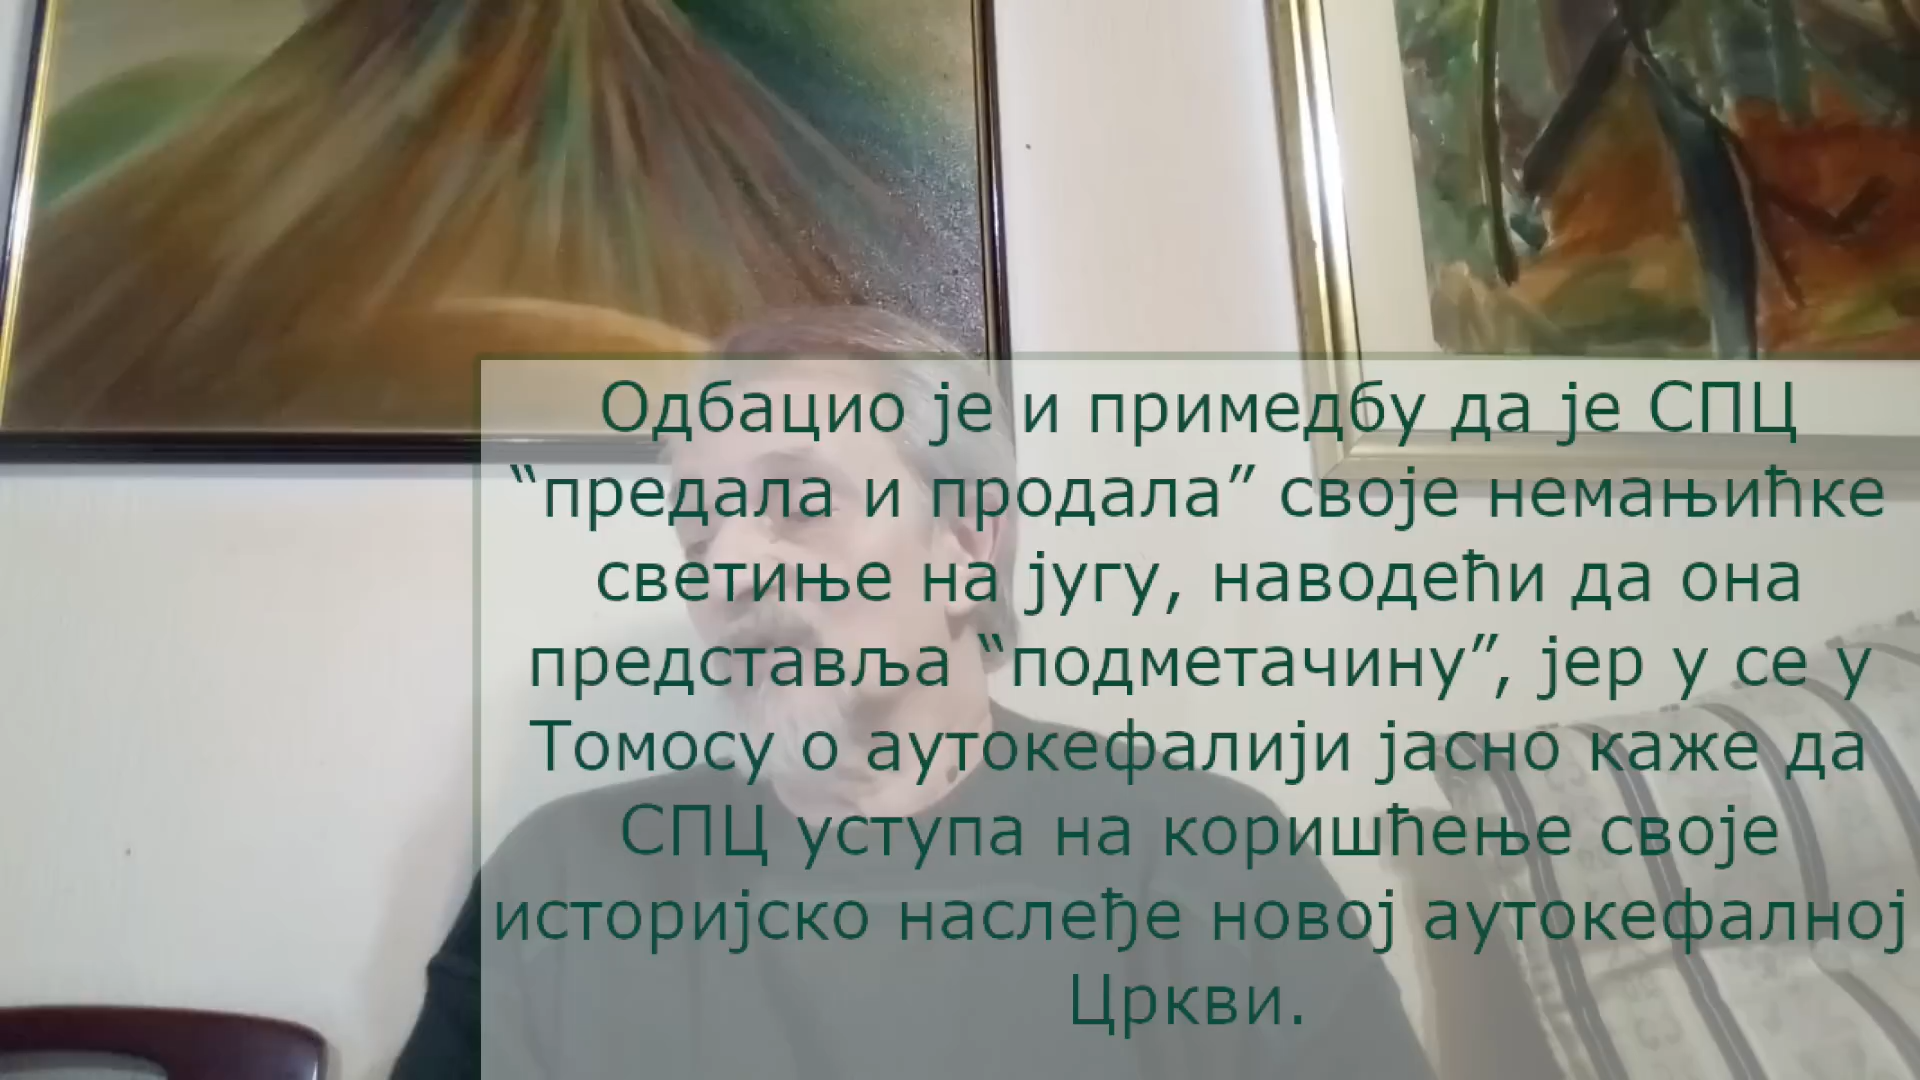 Одбацио је и примедбу да је СПЦ
“предала и продала” своје немањићке
светиње на југу, наводећи да она
представља “подметачину”, јер у се у
Томосу о аутокефалији јасно каже да
СПЦ уступа на коришћење своје
историјско наслеђе новој аутокефалној
Цркви.